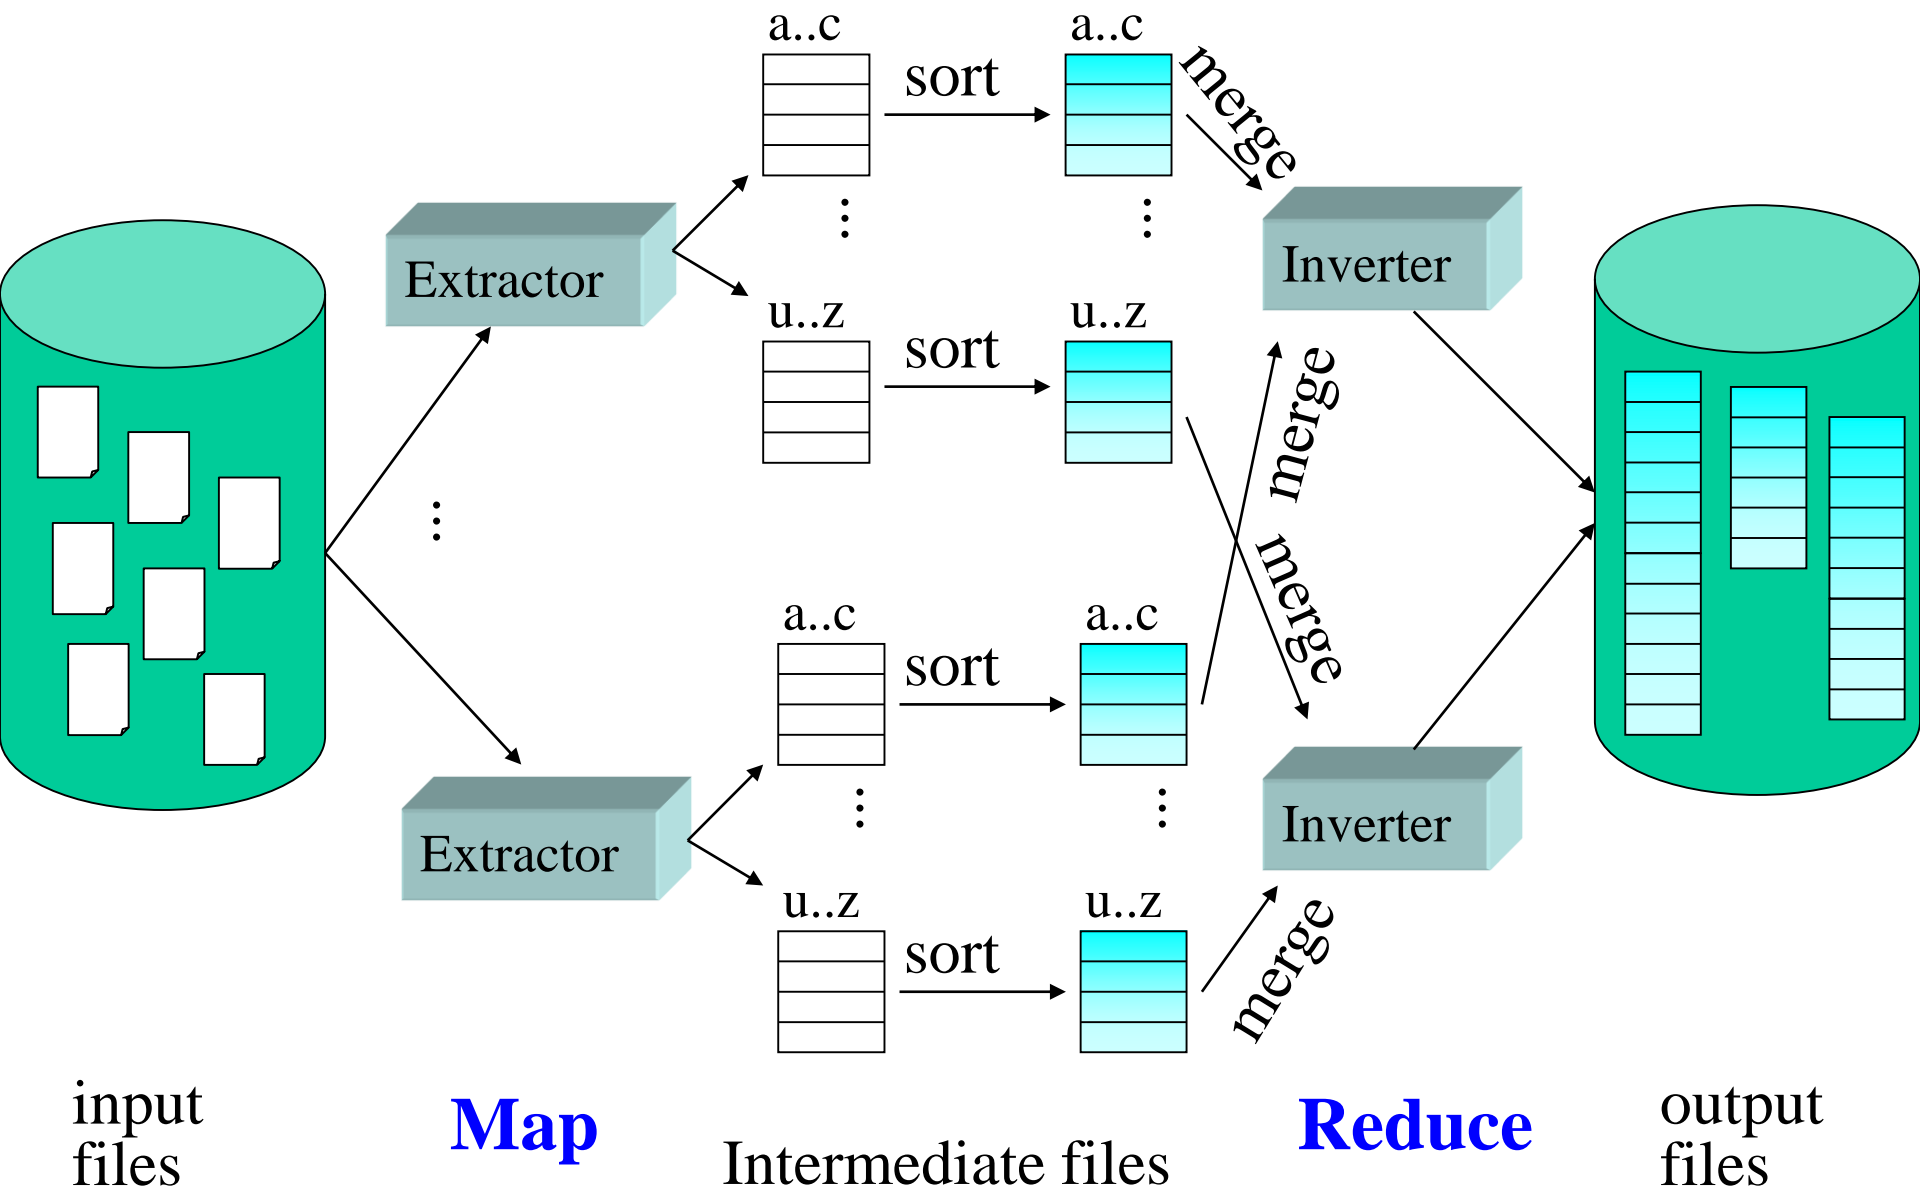 a..c
sort
a..c
merge
Extractor
Inverter
u..z
sort
u..z
merge
merge
a..c
sort
a..c
Extractor
Inverter
u..z
sort
u..z
merge
input
files
Map
Intermediate files
Reduce
output
files